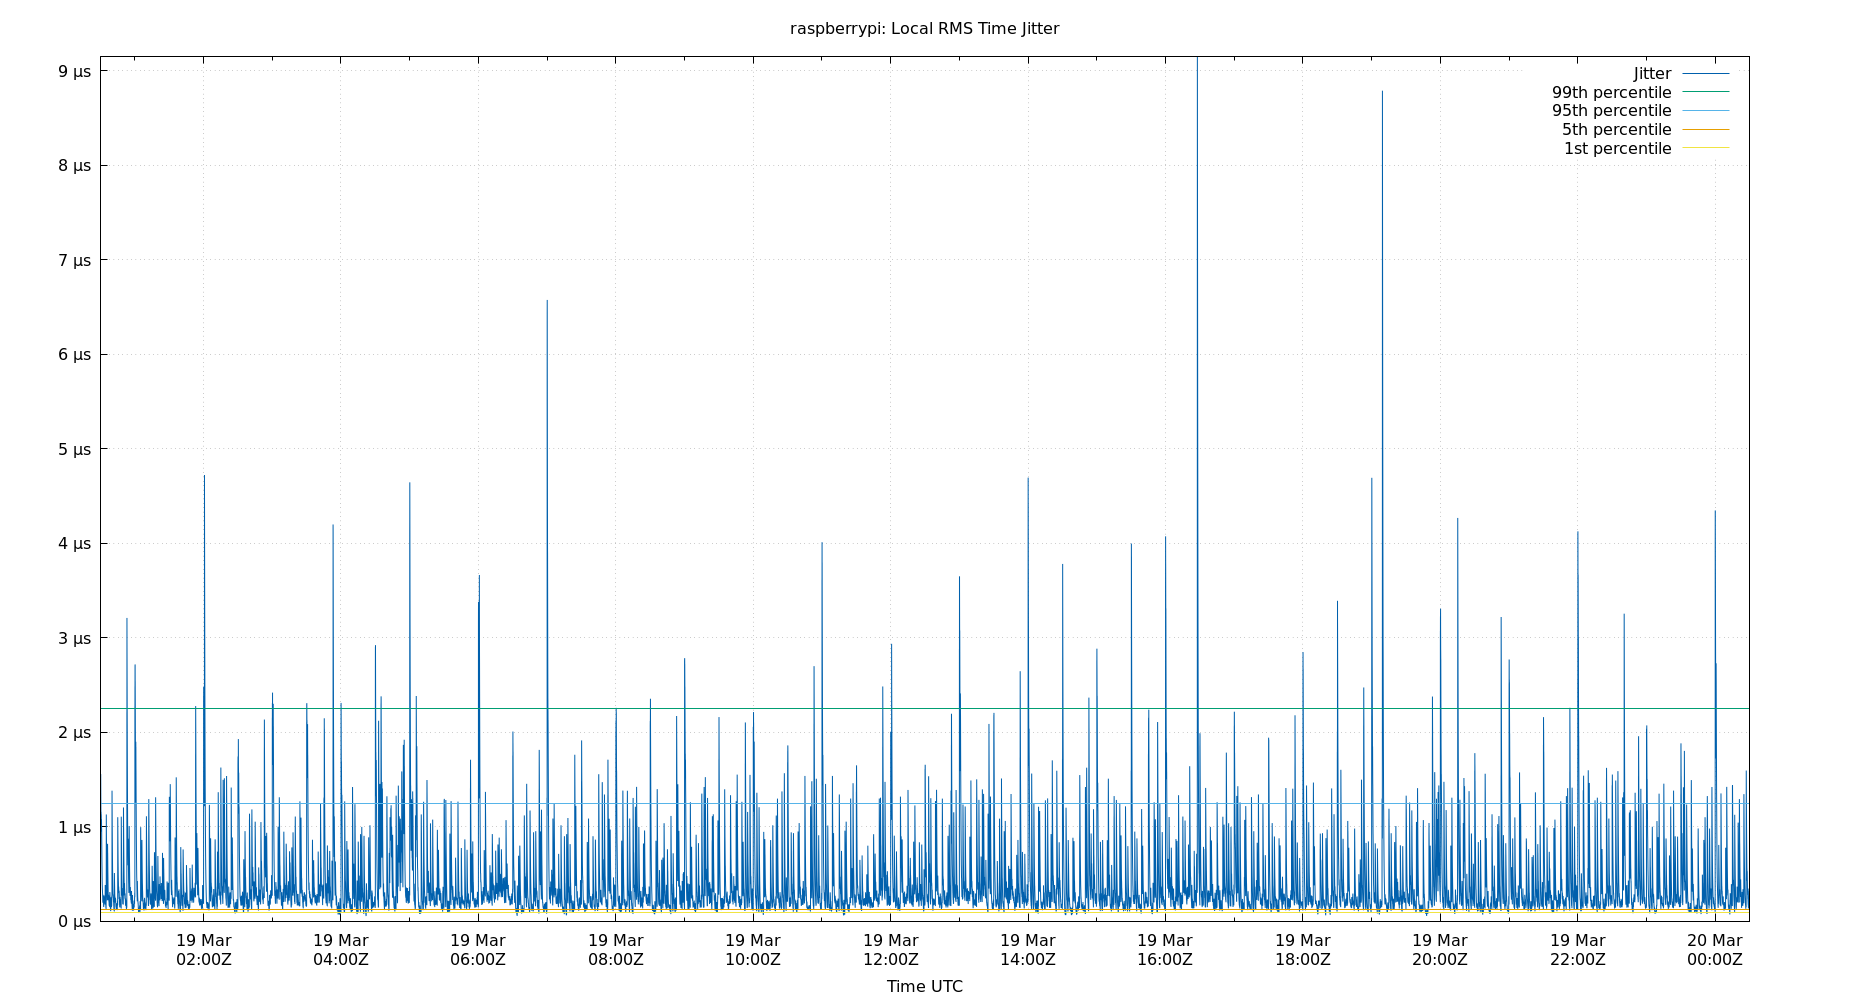 raspberrypi: Local RMS Time Jitter
9 µs
8 µs
7 µs
6 µs
5 µs
4 µs
3 µs
2 µs
1 µs
0 µs
Jitter
99th percentile
95th percentile
5th percentile
1st percentile
19 Mar 19 Mar 19 Mar 19 Mar 19 Mar 19 Mar 19 Mar 19 Mar 19 Mar 19 Mar 19 Mar 20 Mar
02:00Z 04:00Z 06:00Z 08:00Z 10:00Z 12:00Z 14:00Z 16:00Z 18:00Z 20:00Z 22:00Z 00:00Z
Time UTC